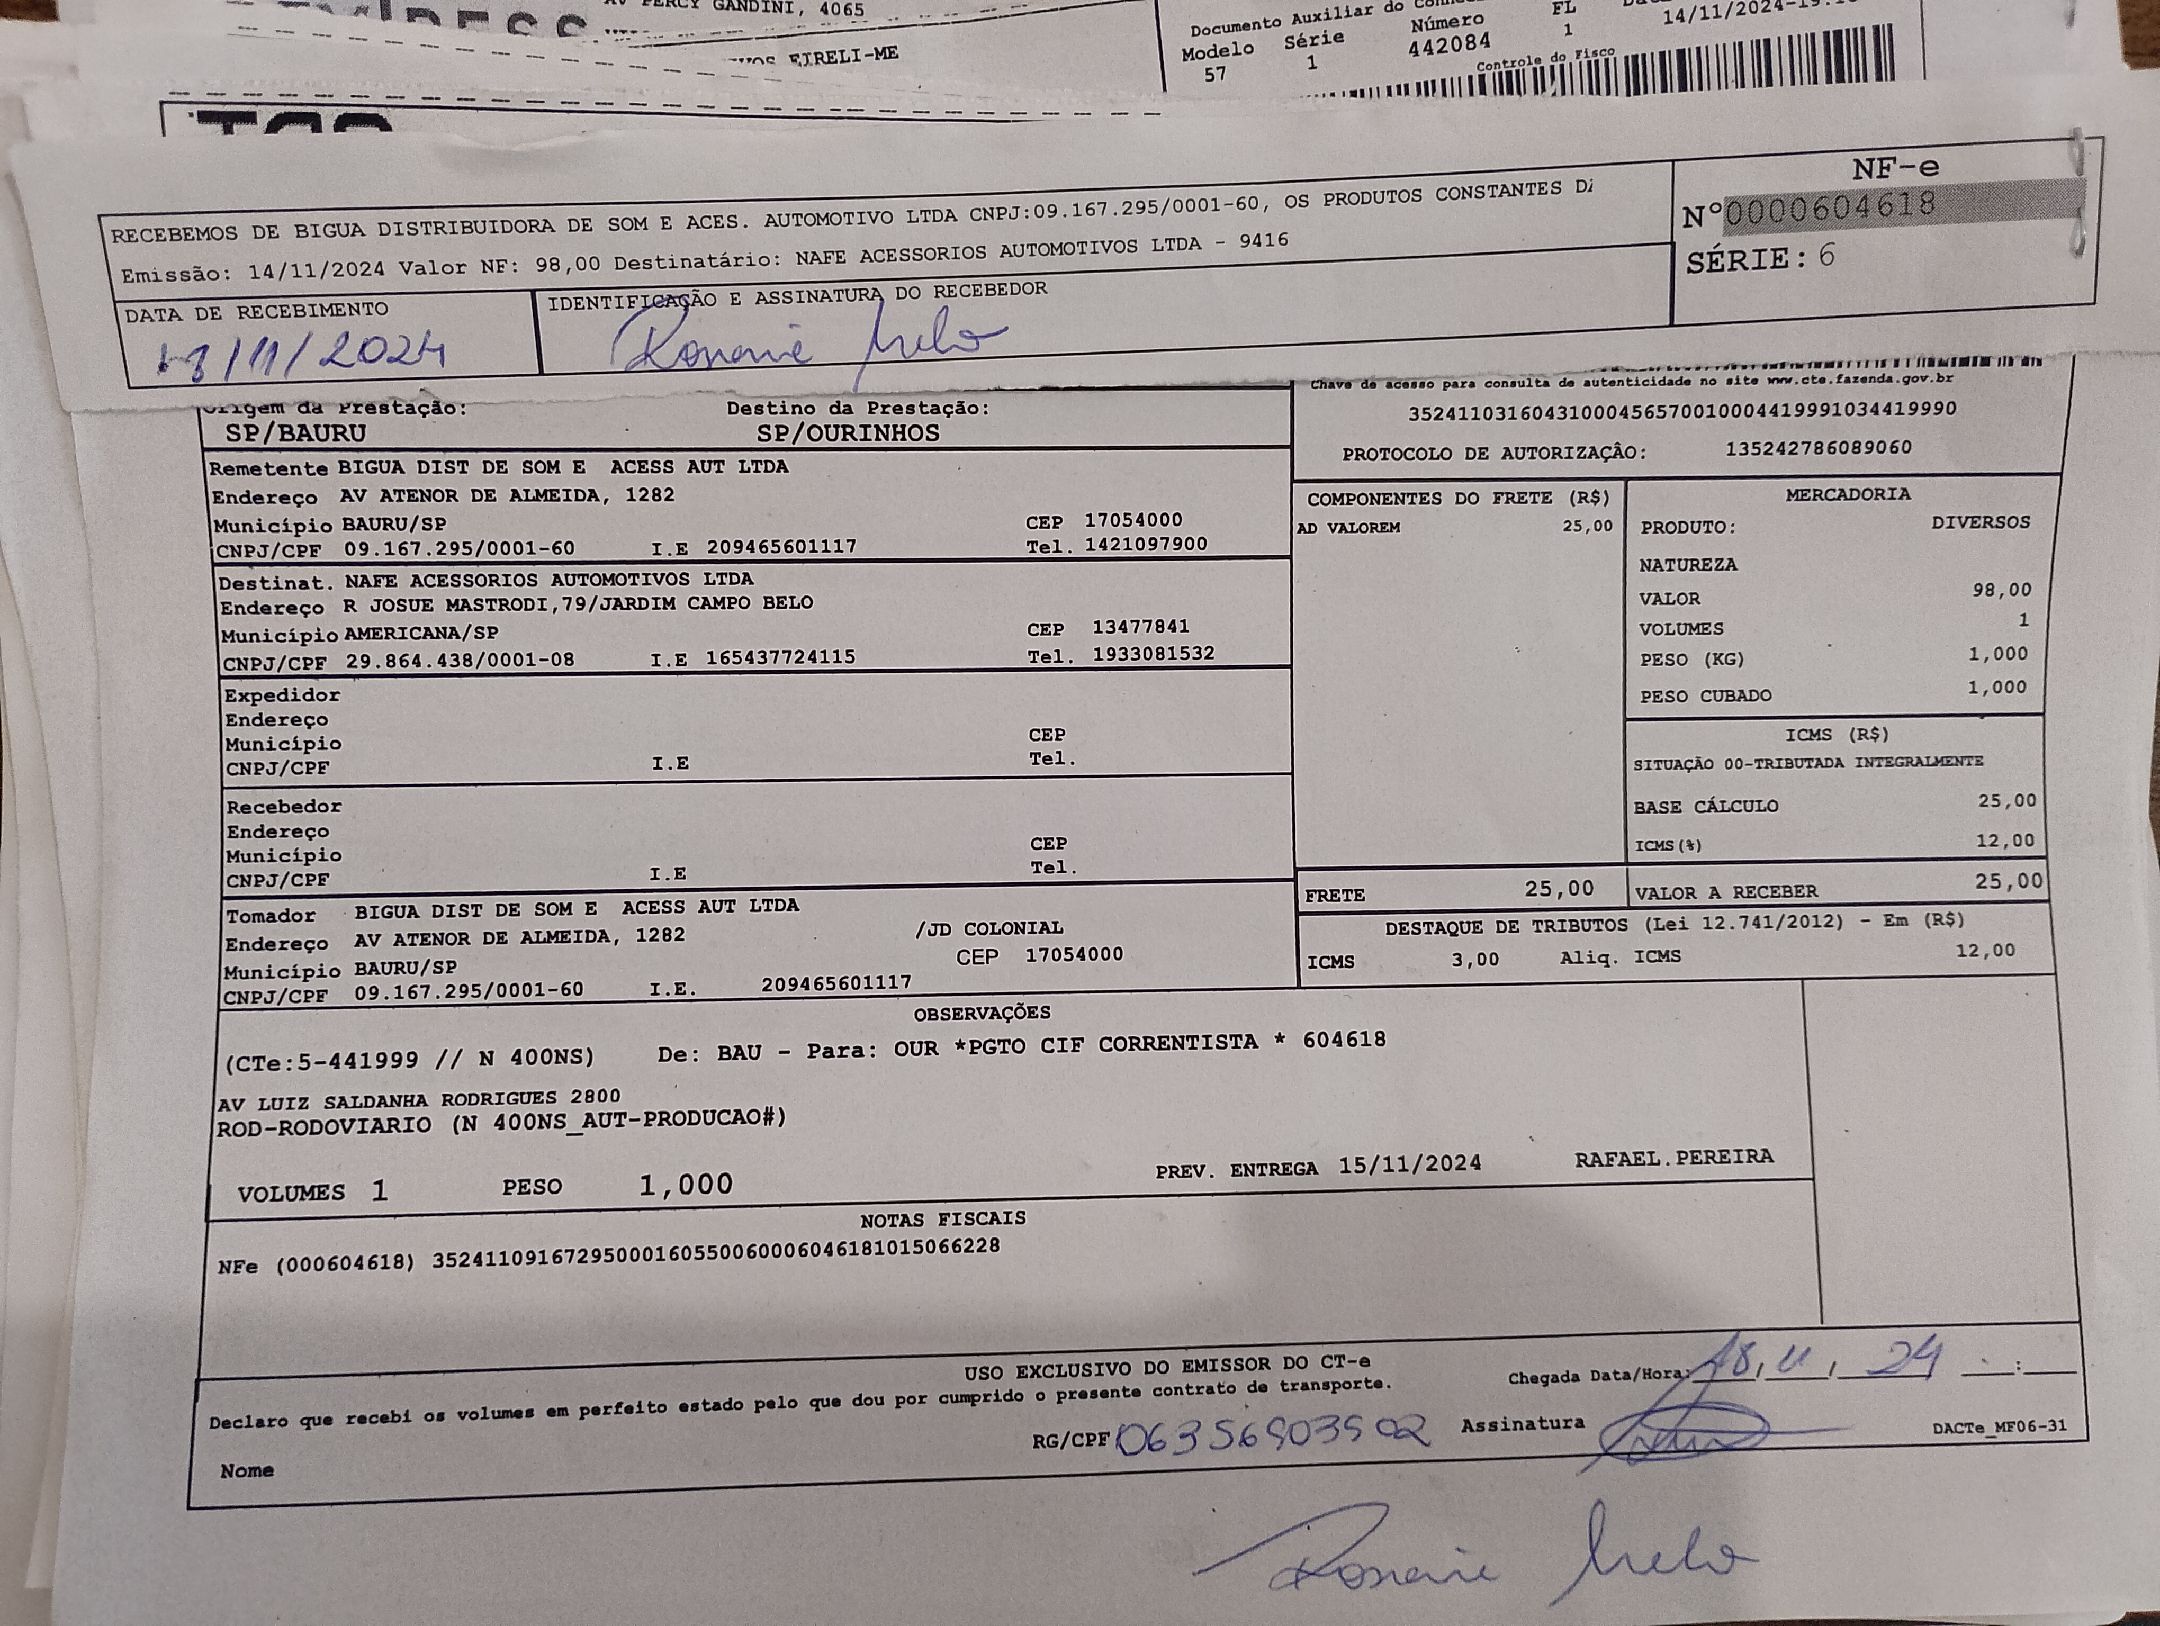 GANDINI, 4065
EIRELI-ME
Documento Auxiliar do
Modelo Série Número FL
57 1 442084 1 14/11/2024-19:
Controle do Fisco
RECEBEMOS DE BIGUA DISTRIBUIDORA DE SOM E ACES. AUTOMOTIVO LTDA CNPJ:09.167.295/0001-60, OS PRODUTOS CONSTANTES
Emissão: 14/11/2024 Valor NF: 98,00 Destinatário: NAFE ACESSORIOS AUTOMOTIVOS LTDA - 9416
NF-e
Nº0000604618
SÉRIE: 6
DATA DE RECEBIMENTO
IDENTIFICAÇÃO E ASSINATURA DO RECEBEDOR
/11/2024
Melo
Chave de acesso para consulta de autenticidade no site www.cte.fazenda.gov.br
35241103160431000456570010004419991034419990
PROTOCOLO DE AUTORIZAÇÂO: 135242786089060
Origem da Prestação: Destino da Prestação:
SP/BAURU SP/OURINHOS
Remetente BIGUA DIST DE SOM E ACESS AUT LTDA
Endereço AV ATENOR DE ALMEIDA, 1282
Município BAURU/SP CEP 17054000
CNPJ/CPF 09.167.295/0001-60 I.E 209465601117 Tel. 1421097900
Destinat. NAFE ACESSORIOS AUTOMOTIVOS LTDA
Endereço R JOSUE MASTRODI,79/JARDIM CAMPO BELO
Município AMERICANA/SP CEP 13477841
CNPJ/CPF 29.864.438/0001-08 I.E 165437724115 Tel. 1933081532
Expedidor
Endereço
Município CEP
CNPJ/CPF I.E Tel.
Recebedor
Endereço
Município CEP
CNPJ/CPF I.E Tel.
Tomador BIGUA DIST DE SOM E ACESS AUT LTDA
Endereço AV ATENOR DE ALMEIDA, 1282 /JD COLONIAL
Município BAURU/SP CEP 17054000
CNPJ/CPF 09.167.295/0001-60 I.E. 209465601117
COMPONENTES DO FRETE (R$)
AD VALOREM 25,00
MERCADORIA
PRODUTO: DIVERSOS
NATUREZA
VALOR 98,00
VOLUMES 1
PESO (KG) 1,000
PESO CUBADO 1,000
ICMS (R$)
SITUAÇÃO 00-TRIBUTADA INTEGRALMENTE
BASE CÁLCULO 25,00
ICMS(%) 12,00
FRETE 25,00 VALOR A RECEBER 25,00
DESTAQUE DE TRIBUTOS (Lei 12.741/2012) - Em (R$)
ICMS 3,00 Aliq. ICMS 12,00
OBSERVAÇÕES
(CTe:5-441999 // N 400NS) De: BAU - Para: OUR *PGTO CIF CORRENTISTA * 604618
AV LUIZ SALDANHA RODRIGUES 2800
ROD-RODOVIARIO (N 400NS_AUT-PRODUCAO#)
VOLUMES 1 PESO 1,000 PREV. ENTREGA 15/11/2024 RAFAEL.PEREIRA
NOTAS FISCAIS
NFe (000604618) 35241109167295000160550060006046181015066228
USO EXCLUSIVO DO EMISSOR DO CT-e
Declaro que recebi os volumes em perfeito estado pelo que dou por cumprido o presente contrato de transporte.
Chegada Data/Hora: 18, 11, 24 :
RG/CPF Assinatura
DACTe_MF06-31
Nome
Melo